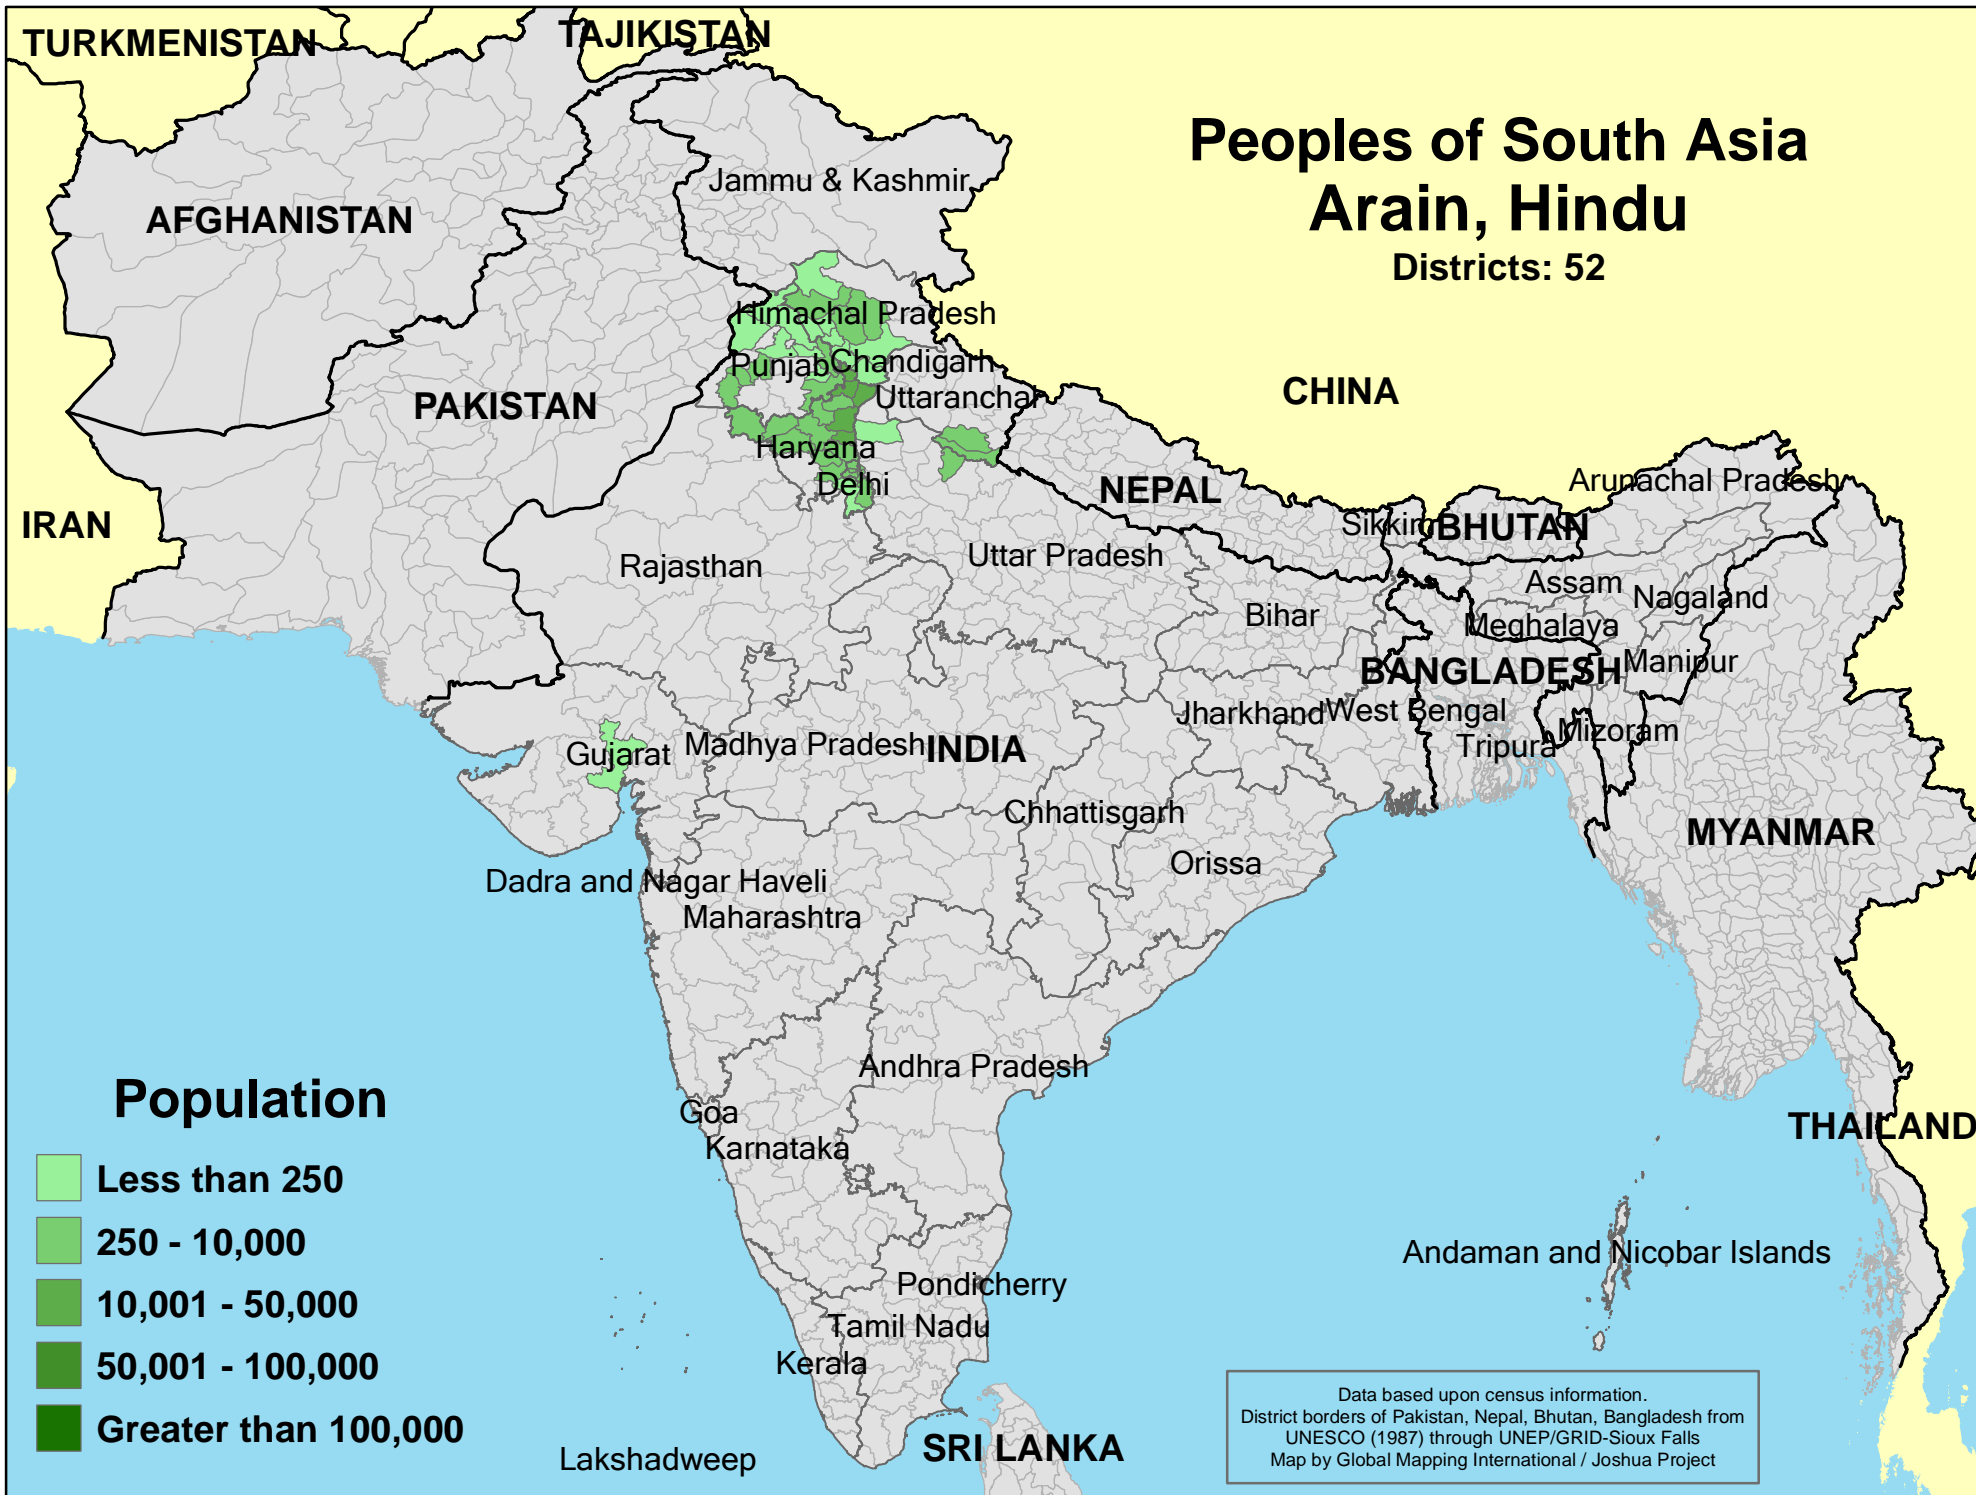 TURKMENISTAN
TAJIKISTAN
Peoples of South Asia
Arain, Hindu
Districts: 52
Jammu & Kashmir
AFGHANISTAN
Himachal Pradesh
Punjab
Chandigarh
Uttaranchal
PAKISTAN
CHINA
Haryana
Delhi
NEPAL
Arunachal Pradesh
IRAN
Sikkim
BHUTAN
Rajasthan
Uttar Pradesh
Assam
Nagaland
Bihar
Meghalaya
BANGLADESH
Manipur
Jharkhand
West Bengal
Gujarat
Madhya Pradesh
INDIA
Tripura
Mizoram
Chhattisgarh
MYANMAR
Orissa
Dadra and Nagar Haveli
Maharashtra
Andhra Pradesh
Goa
Karnataka
THAILAND
Population
Less than 250
250 - 10,000
10,001 - 50,000
50,001 - 100,000
Greater than 100,000
Andaman and Nicobar Islands
Pondicherry
Tamil Nadu
Kerala
Lakshadweep
SRI LANKA
Data based upon census information.
District borders of Pakistan, Nepal, Bhutan, Bangladesh from
UNESCO (1987) through UNEP/GRID-Sioux Falls
Map by Global Mapping International / Joshua Project